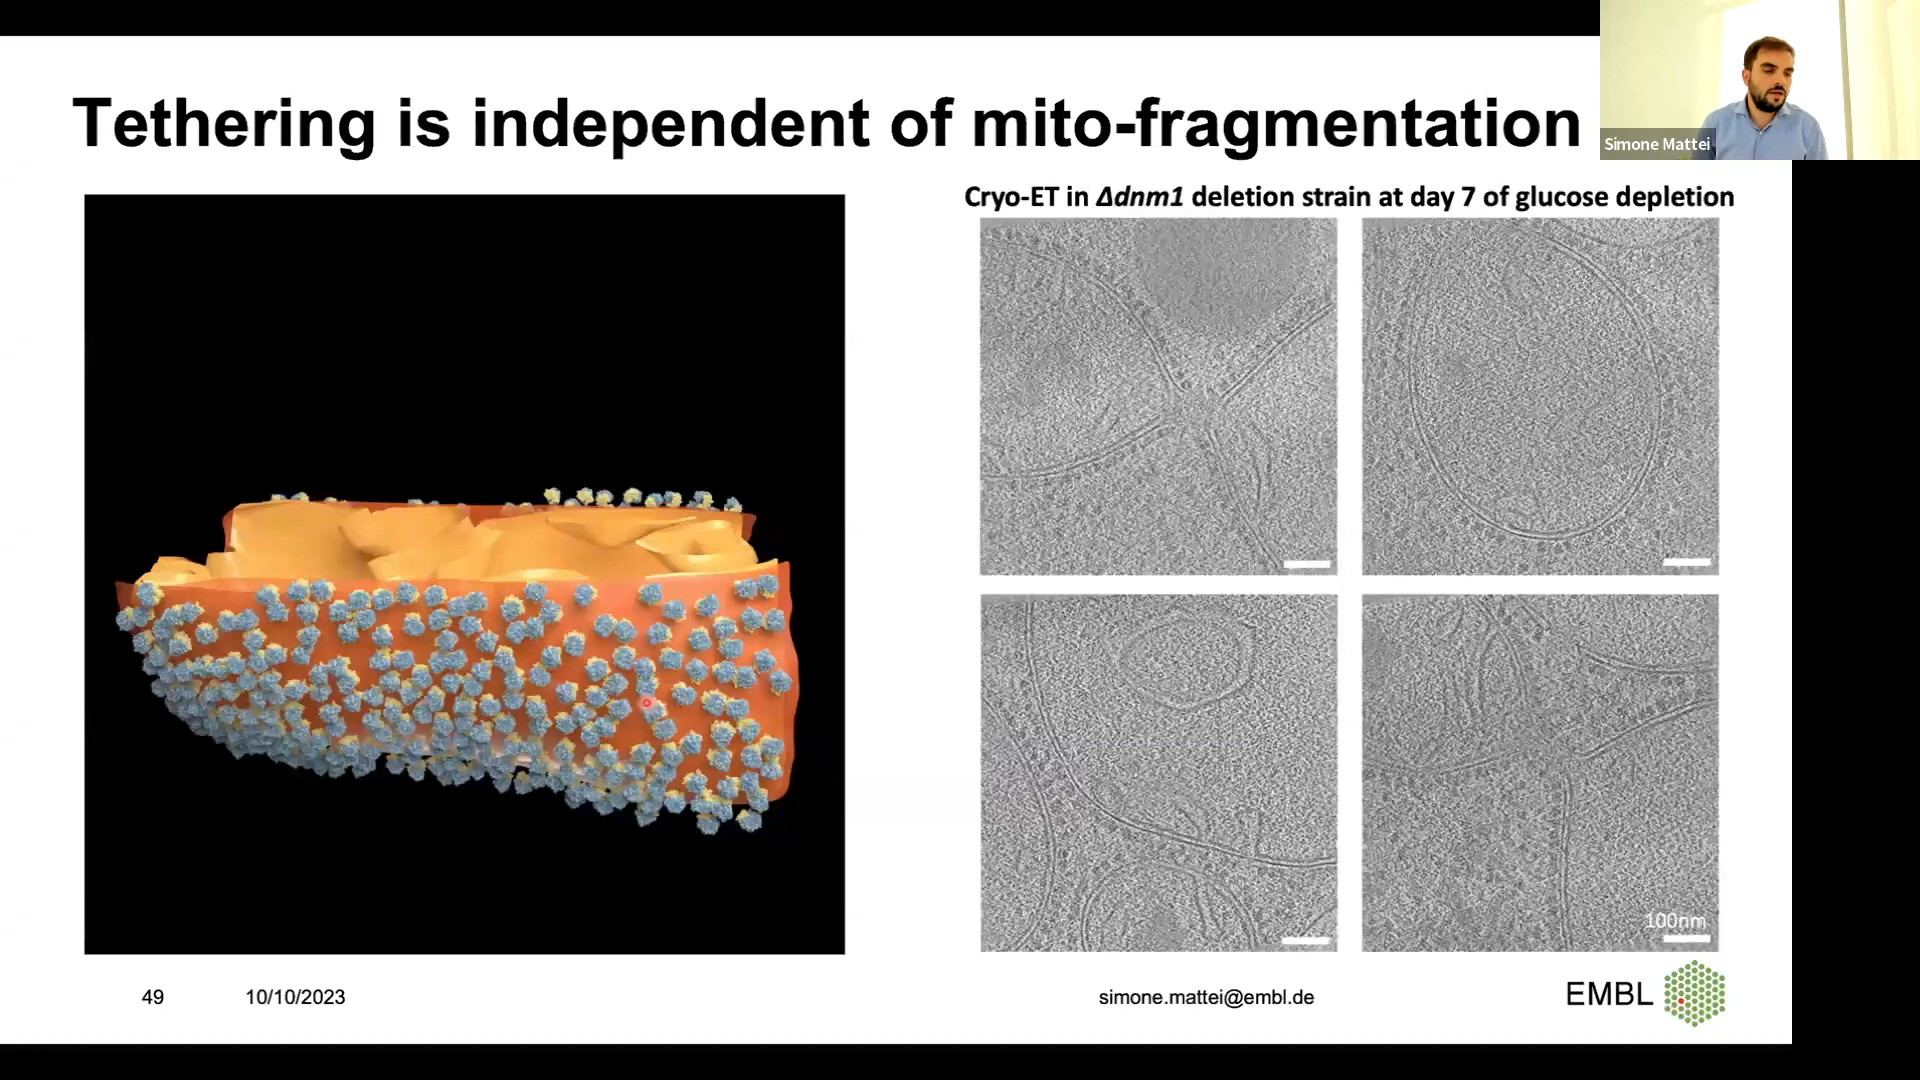 Tethering is independent of mito-fragmentation
Simone Mattei
Cryo-ET in Δdnm1 deletion strain at day 7 of glucose depletion
100nm
49
10/10/2023
simone.mattei@embl.de
EMBL